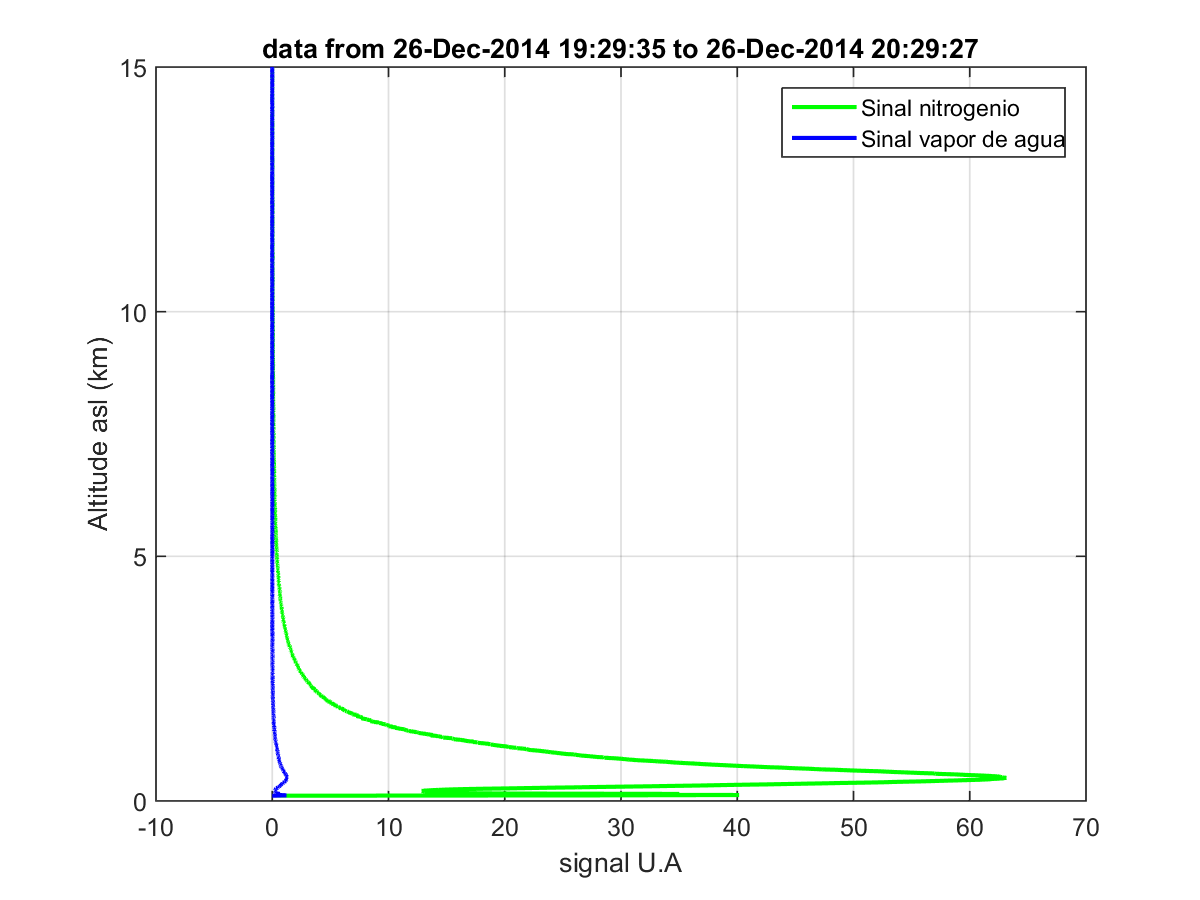 data from 26-Dec-2014 19:29:35 to 26-Dec-2014 20:29:27
Sinal nitrogenio
Sinal vapor de agua
15
10
5
0
Altitude asl (km)
-10 0 10 20 30 40 50 60 70
signal U.A